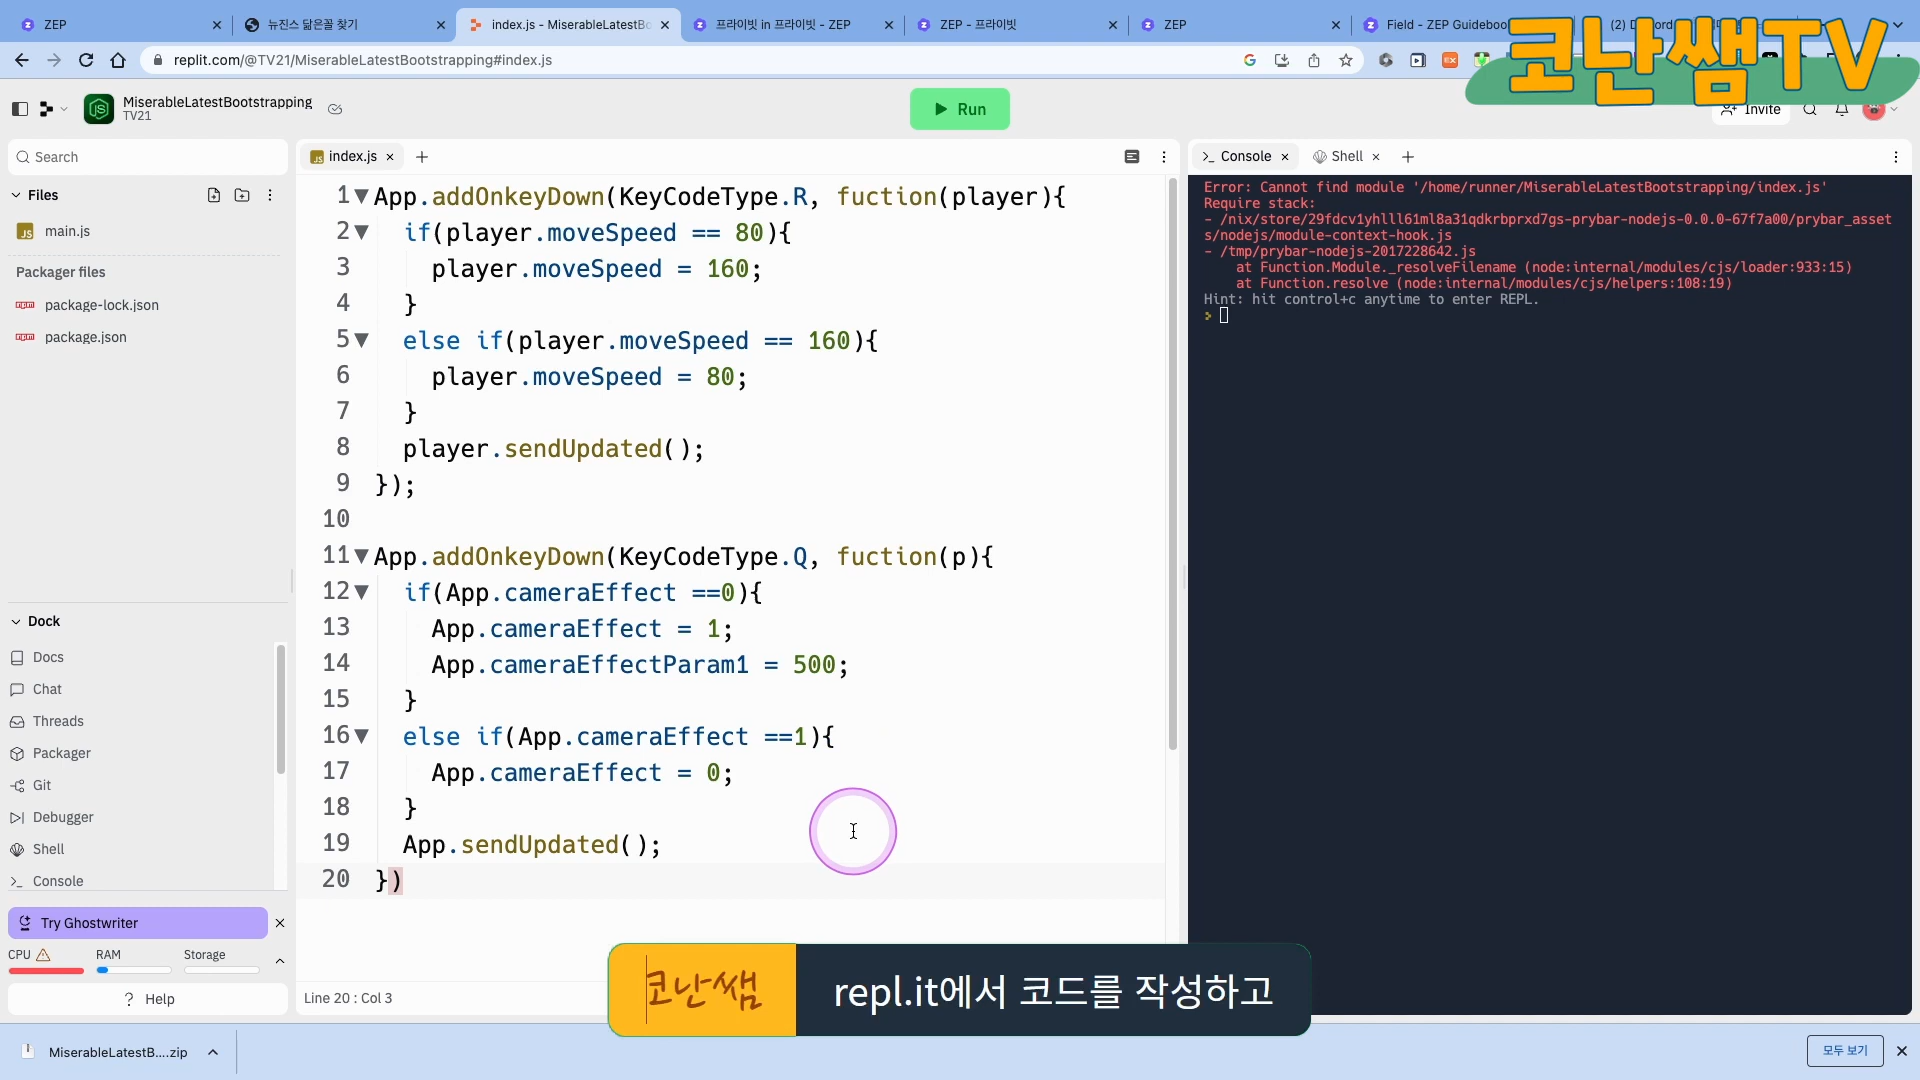 ZEP
뉴진스 닮은꼴 찾기
index.js - MiserableLatestBo
프라이빗 in 프라이빗 - ZEP
ZEP - 프라이빗
ZEP
Field - ZEP Guideboo
코난쌤TV
replit.com/@TV21/MiserableLatestBootstrapping#index.js
MiserableLatestBootstrapping
TV21
Run
Invite
Search
Files
main.js
Packager files
package-lock.json
package.json
Dock
Docs
Chat
Threads
Packager
Git
Debugger
Shell
Console
Try Ghostwriter
CPU RAM Storage
? Help
index.js
1 App.addOnkeyDown(KeyCodeType.R, fuction(player){
2 if(player.moveSpeed == 80){
3 player.moveSpeed = 160;
4 }
5 else if(player.moveSpeed == 160){
6 player.moveSpeed = 80;
7 }
8 player.sendUpdated();
9 });
10
11 App.addOnkeyDown(KeyCodeType.Q, fuction(p){
12 if(App.cameraEffect ==0){
13 App.cameraEffect = 1;
14 App.cameraEffectParam1 = 500;
15 }
16 else if(App.cameraEffect ==1){
17 App.cameraEffect = 0;
18 }
19 App.sendUpdated();
20 })
Line 20 : Col 3
Console
Shell
Error: Cannot find module '/home/runner/MiserableLatestBootstrapping/index.js'
Require stack:
- /nix/store/29fdcv1yhlll61ml8a31qdkrbprxd7gs-prybar-nodejs-0.0.0-67f7a00/prybar_asset
s/nodejs/module-context-hook.js
- /tmp/prybar-nodejs-2017228642.js
at Function.Module._resolveFilename (node:internal/modules/cjs/loader:933:15)
at Function.resolve (node:internal/modules/cjs/helpers:108:19)
Hint: hit control+c anytime to enter REPL.
코난쌤
repl.it에서 코드를 작성하고
MiserableLatestB....zip
모두 보기